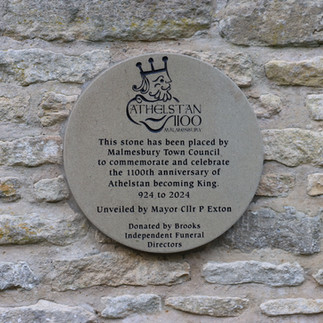 ATHELSTAN
1100
MALMESBURY
This stone has been placed by
Malmesbury Town Council
to commemorate and celebrate
the 1100th anniversary of
Athelstan becoming King.
924 to 2024
Unveiled by Mayor Cllr P Exton
Donated by Brooks
Independent Funeral
Directors